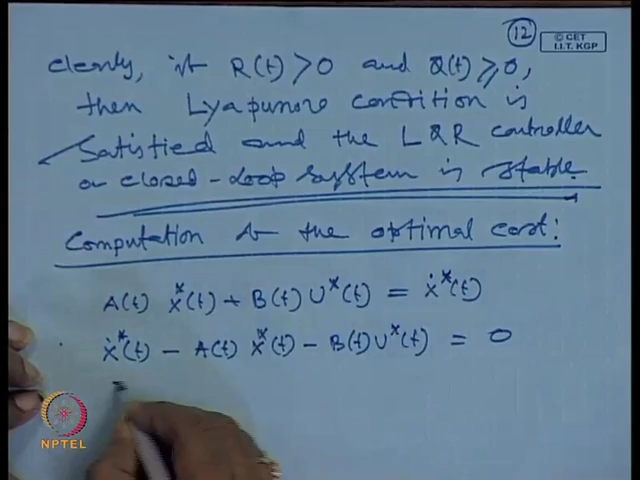 12
© CET
I.I.T. KGP
clearly, if R(t) > 0 and Q(t) ≥ 0,
then Lyapunov condition is
satisfied and the LQR controller
or closed-loop system is stable.
Computation of the optimal cost:
A(t) x*(t) + B(t) U*(t) = ẋ*(t)
ẋ*(t) - A(t) x*(t) - B(t) U*(t) = 0
NPTEL